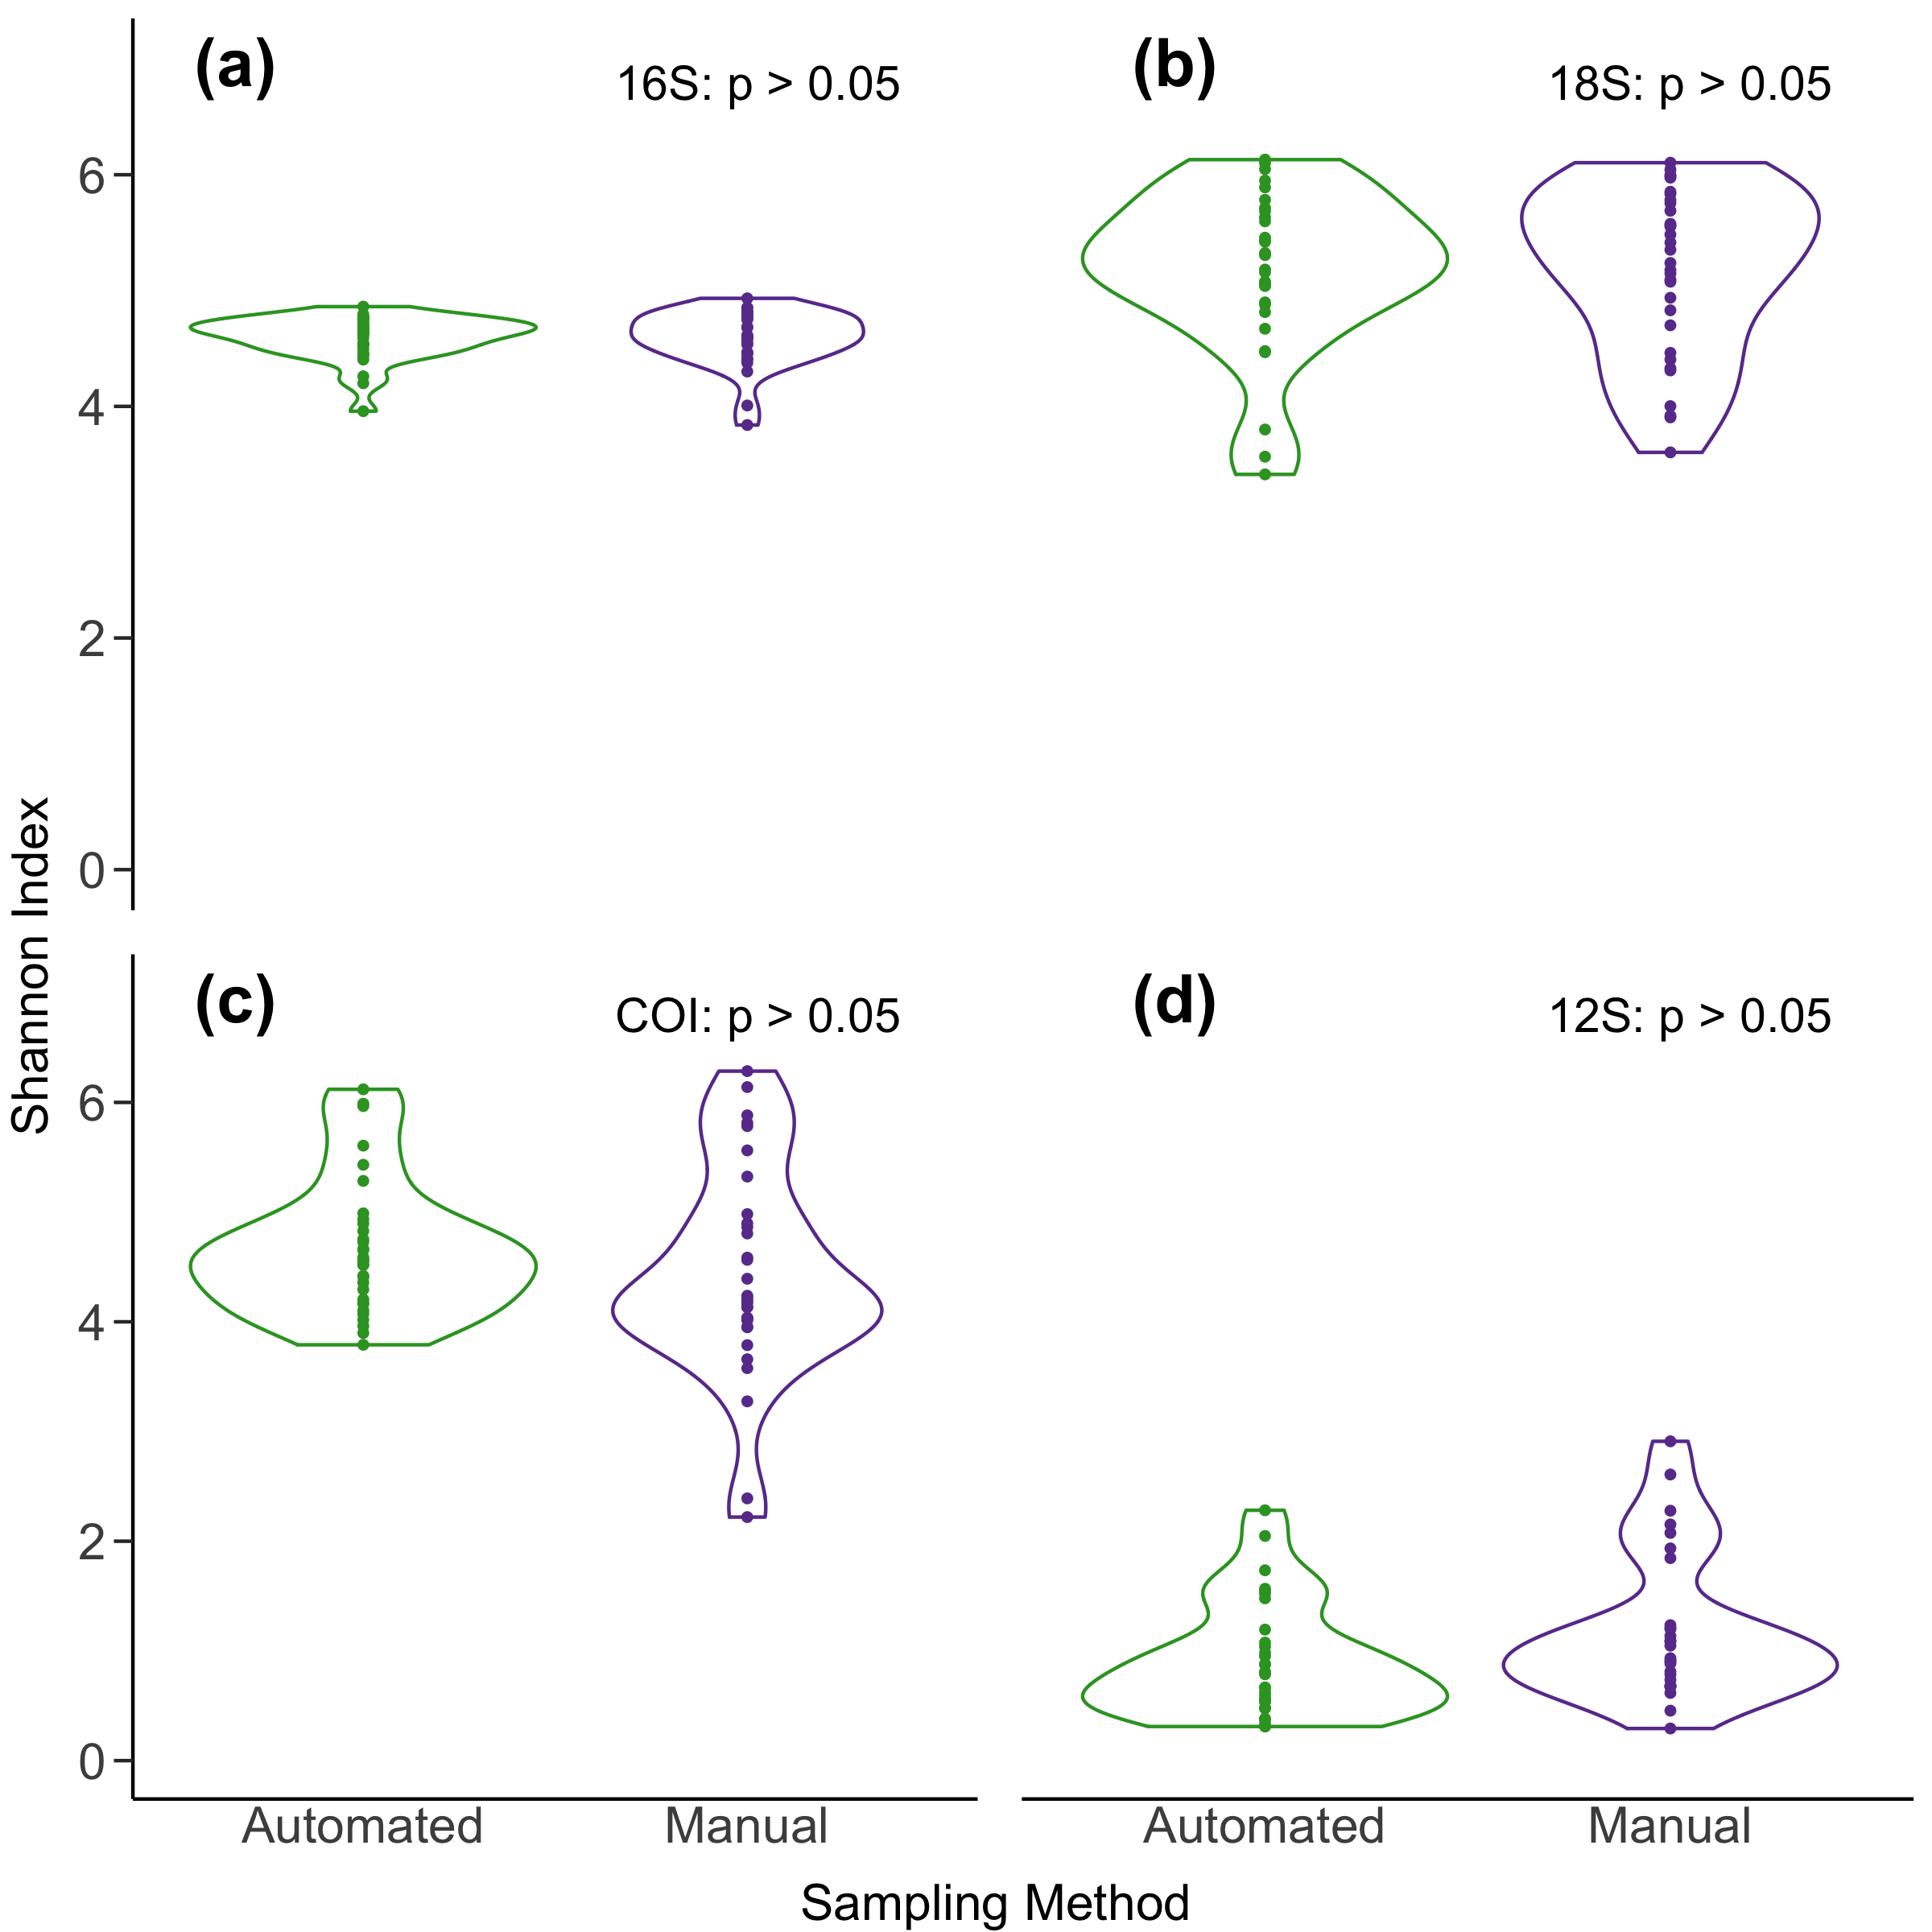 (a)
16S: p > 0.05
(b)
18S: p > 0.05
6
4
2
0
Shannon Index
(c)
COI: p > 0.05
(d)
12S: p > 0.05
6
4
2
0
Automated
Manual
Automated
Manual
Sampling Method